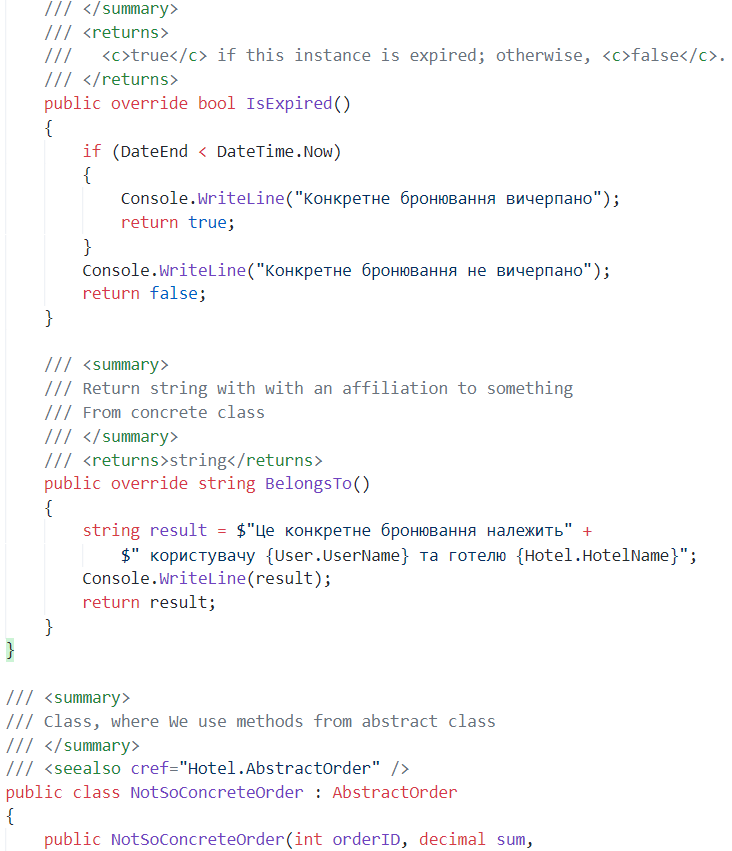 /// </summary>
/// <returns>
///   <c>true</c> if this instance is expired; otherwise, <c>false</c>.
/// </returns>
public override bool IsExpired()
{
if (DateEnd < DateTime.Now)
{
Console.WriteLine("Конкретне бронювання вичерпано");
return true;
}
Console.WriteLine("Конкретне бронювання не вичерпано");
return false;
}
/// <summary>
/// Return string with with an affiliation to something
/// From concrete class
/// </summary>
/// <returns>string</returns>
public override string BelongsTo()
{
string result = $"Це конкретне бронювання належить" +
$" користувачу {User.UserName} та готелю {Hotel.HotelName}";
Console.WriteLine(result);
return result;
}
}
/// <summary>
/// Class, where We use methods from abstract class
/// </summary>
/// <seealso cref="Hotel.AbstractOrder" />
public class NotSoConcreteOrder : AbstractOrder
{
public NotSoConcreteOrder(int orderID, decimal sum,